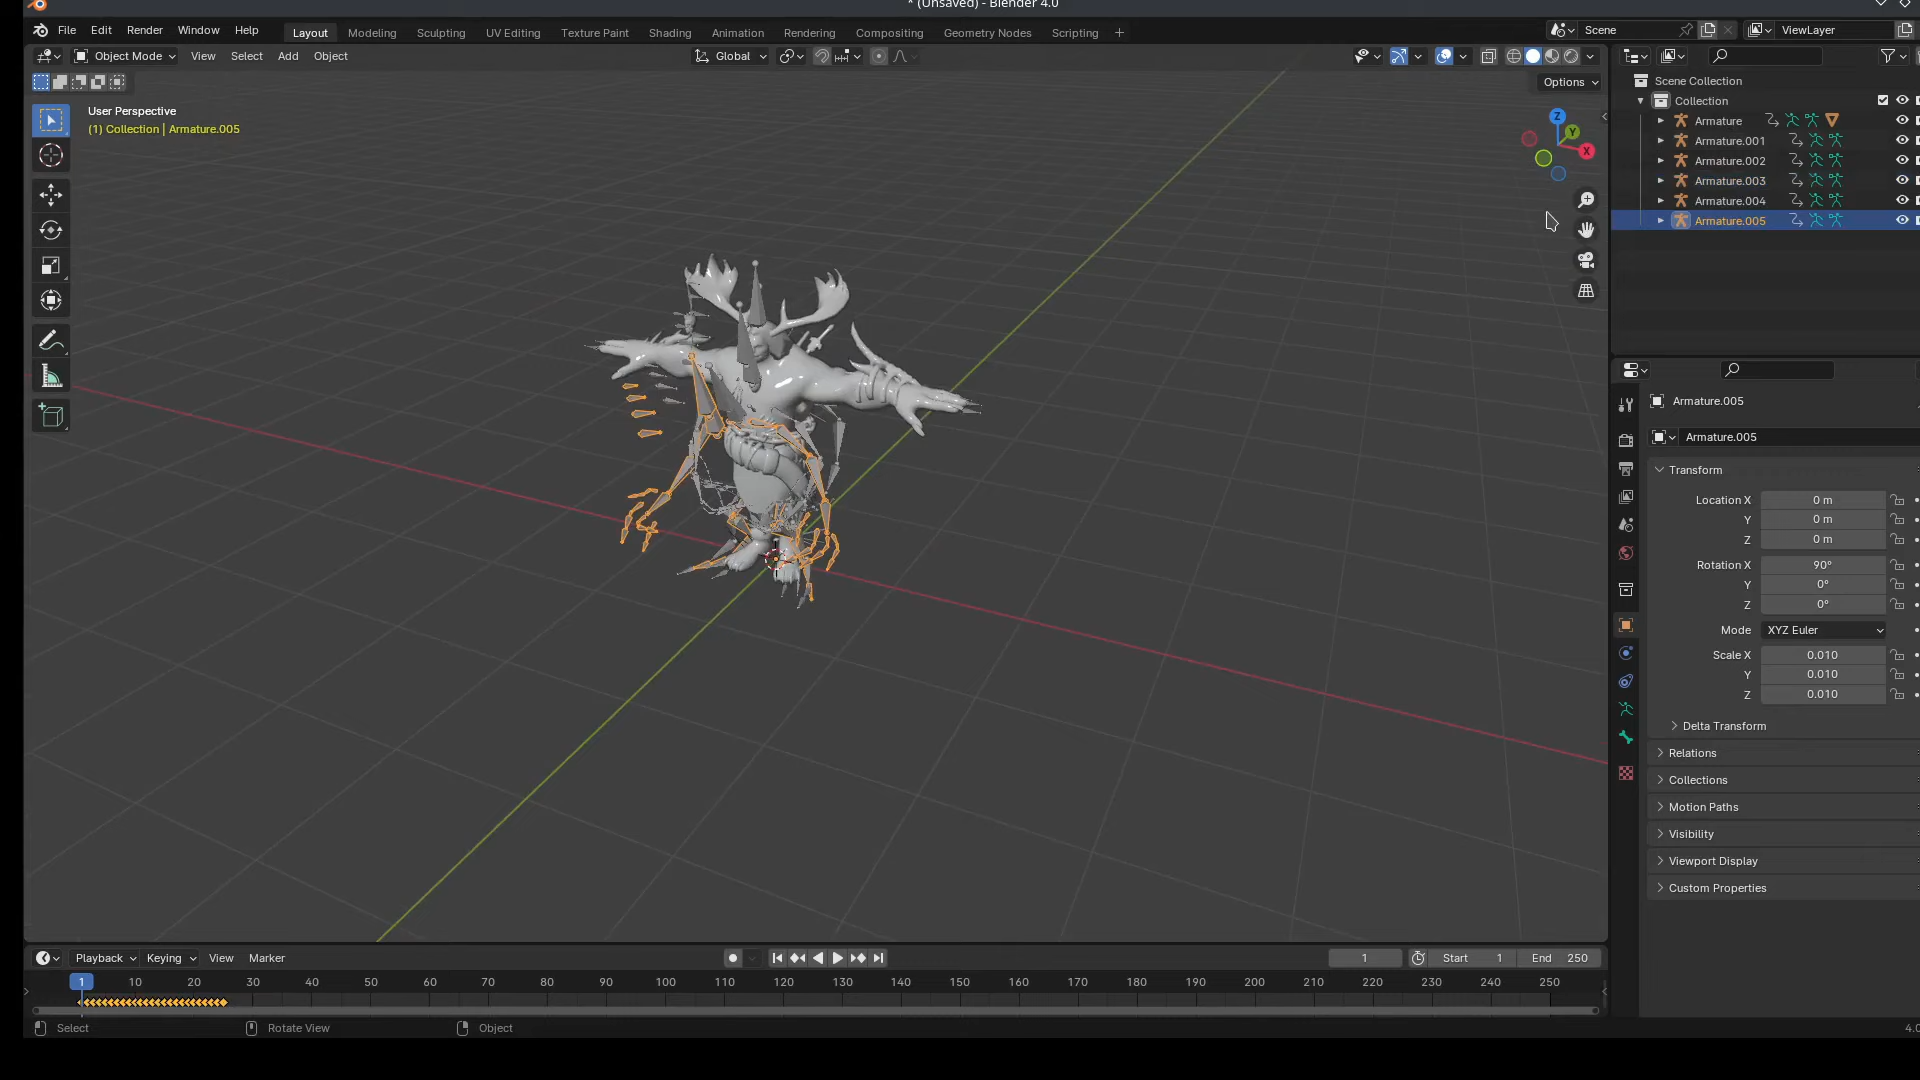 * (Unsaved) - Blender 4.0
File Edit Render Window Help
Layout Modeling Sculpting UV Editing Texture Paint Shading Animation Rendering Compositing Geometry Nodes Scripting +
Scene
ViewLayer
Object Mode View Select Add Object
Global
Options
User Perspective
(1) Collection | Armature.005
Z
Y
X
Scene Collection
Collection
Armature
Armature.001
Armature.002
Armature.003
Armature.004
Armature.005
Armature.005
Armature.005
Transform
Location X 0 m
Y 0 m
Z 0 m
Rotation X 90°
Y 0°
Z 0°
Mode XYZ Euler
Scale X 0.010
Y 0.010
Z 0.010
Delta Transform
Relations
Collections
Motion Paths
Visibility
Viewport Display
Custom Properties
Playback Keying View Marker
1 Start 1 End 250
1 10 20 30 40 50 60 70 80 90 100 110 120 130 140 150 160 170 180 190 200 210 220 230 240 250
Select Rotate View Object
4.0